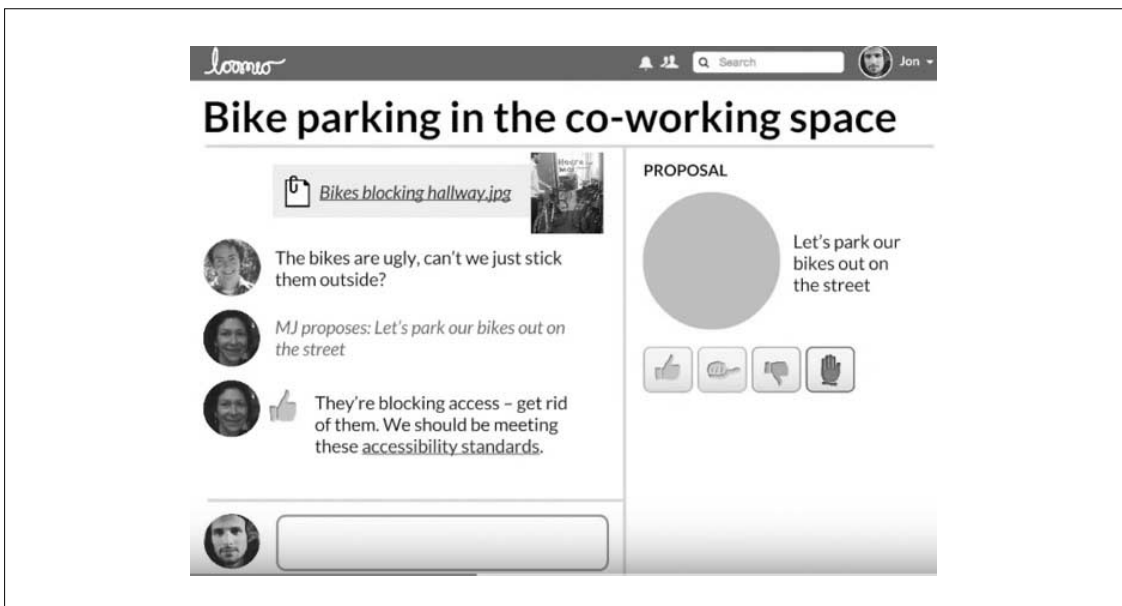 loomio
Search
Jon
Bike parking in the co-working space
Bikes blocking hallway.jpg
The bikes are ugly, can't we just stick
them outside?
MJ proposes: Let's park our bikes out on
the street
They're blocking access – get rid
of them. We should be meeting
these accessibility standards.
PROPOSAL
Let's park our
bikes out on
the street